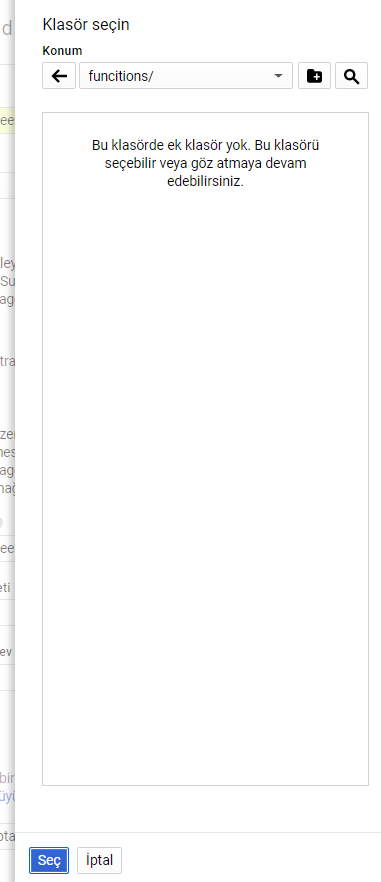 Klasör seçin
Konum
funcitions/
Bu klasörde ek klasör yok. Bu klasörü
seçebilir veya göz atmaya devam
edebilirsiniz.
Seç
İptal